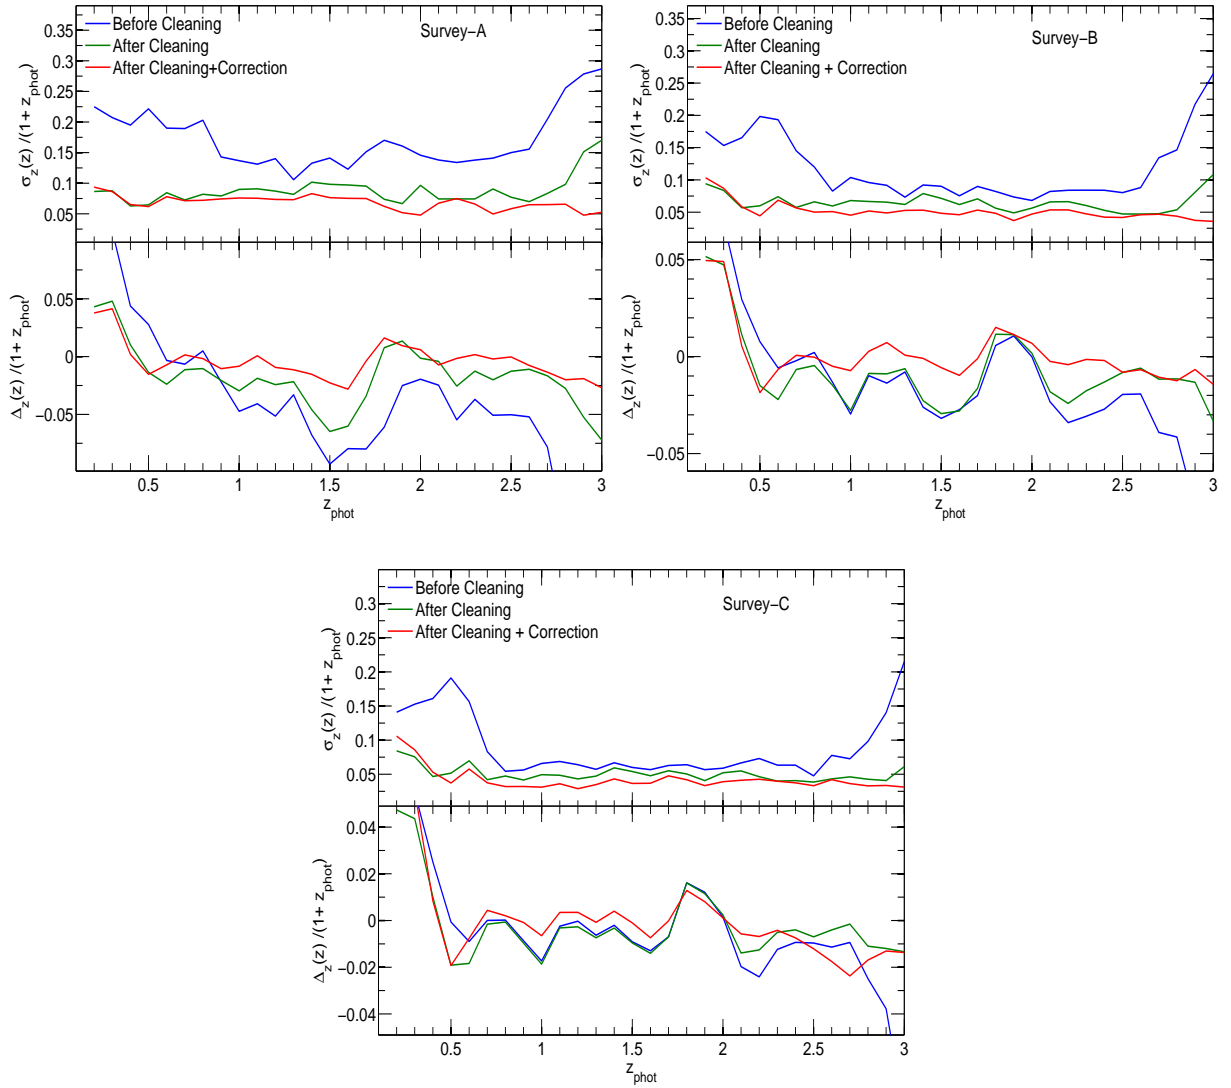 Before Cleaning
After Cleaning
After Cleaning+Correction
Survey−A
σz(z) /(1+ zphot)
0.35
0.3
0.25
0.2
0.15
0.1
0.05
Δz(z) /(1+ zphot)
0.05
0
−0.05
0.5 1 1.5 2 2.5 3
zphot
Before Cleaning
After Cleaning
After Cleaning + Correction
Survey−B
σz(z) /(1+ zphot)
0.35
0.3
0.25
0.2
0.15
0.1
0.05
Δz(z) /(1+ zphot)
0.05
0
−0.05
0.5 1 1.5 2 2.5 3
zphot
Before Cleaning
After Cleaning
After Cleaning + Correction
Survey−C
σz(z) /(1+ zphot)
0.3
0.25
0.2
0.15
0.1
0.05
Δz(z) /(1+ zphot)
0.04
0.02
0
−0.02
−0.04
0.5 1 1.5 2 2.5 3
zphot